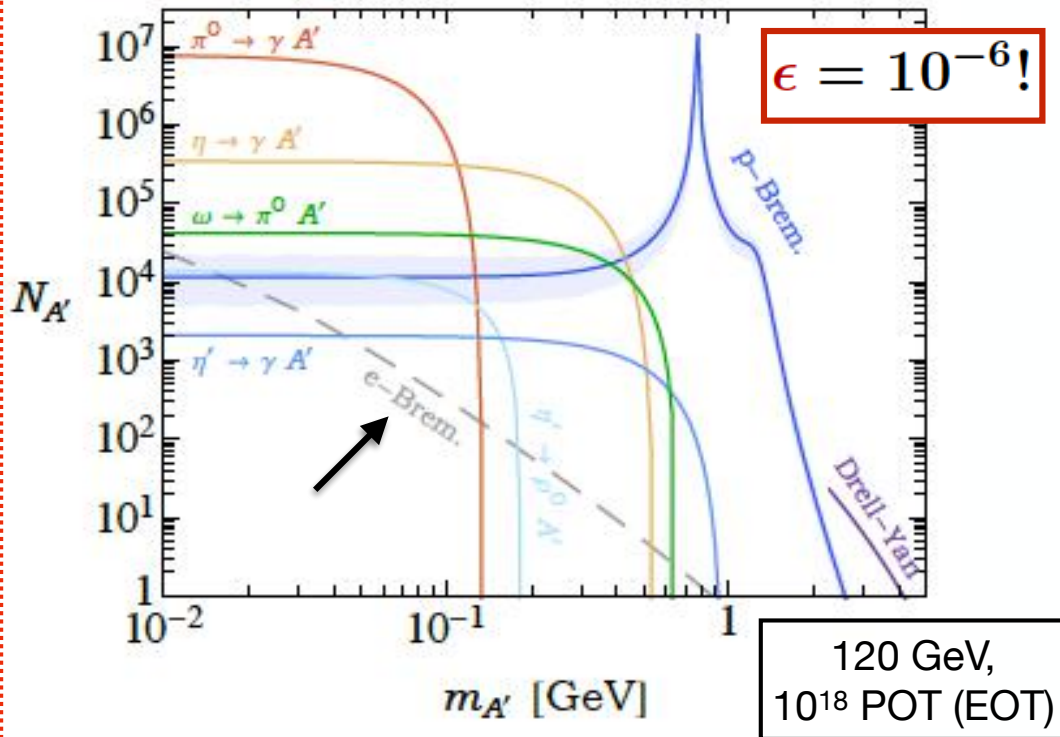 10⁷
10⁶
10⁵
10⁴
10³
10²
10¹
1
N_A′
π⁰ → γ A′
η → γ A′
ω → π⁰ A′
η′ → γ A′
e–Brem.
p–Brem.
Drell–Yan
ϵ = 10⁻⁶!
10⁻²
10⁻¹
1
m_A′ [GeV]
120 GeV,
10¹⁸ POT (EOT)